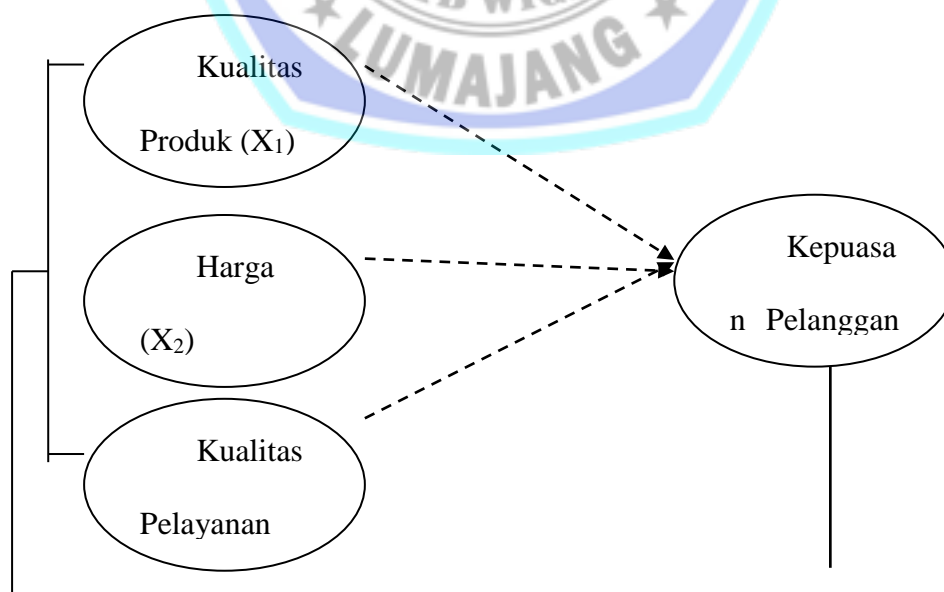 LUMAJANG
Kualitas
Produk (X₁)
Harga
(X₂)
Kualitas
Pelayanan
Kepuasa
n Pelanggan